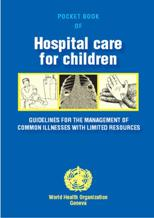 POCKET BOOK
OF
Hospital care
for children
GUIDELINES FOR THE MANAGEMENT OF
COMMON ILLNESSES WITH LIMITED RESOURCES
World Health Organization
Geneva